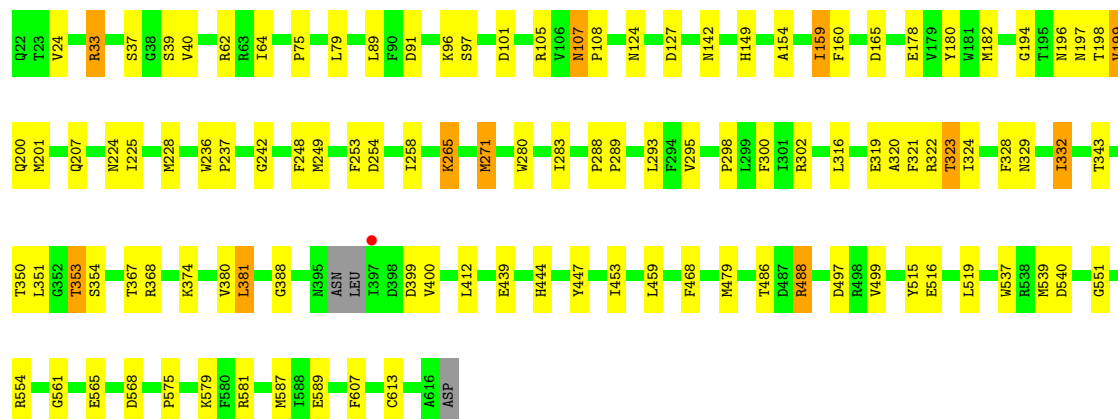 Q22 T23 V24 R33 S37 G38 S39 V40 R62 R63 I64 P75 L79 L89 F90 D91 K96 S97 D101 R105 V106 N107 P108 N124 D127 N142 H149 A154 I159 F160 D165 E178 V179 Y180 W181 M182 G194 T195 N196 N197 T198 V199
Q200 M201 Q207 N224 I225 M228 W236 P237 G242 F248 M249 F253 D254 I258 K265 M271 W280 I283 P288 P289 L293 F294 V295 P298 L299 F300 I301 R302 L316 E319 A320 F321 R322 T323 I324 F328 N329 I332 T343
T350 L351 G352 T353 S354 T367 R368 K374 V380 L381 G388 N395 ASN LEU I397 D398 D399 V400 L412 E439 H444 Y447 I453 L459 F468 M479 T486 D487 R488 D497 R498 V499 Y515 E516 L519 W537 R538 M539 D540 G551
R554 G561 E565 D568 P575 K579 F580 R581 M587 I588 E589 F607 C613 A616 ASP